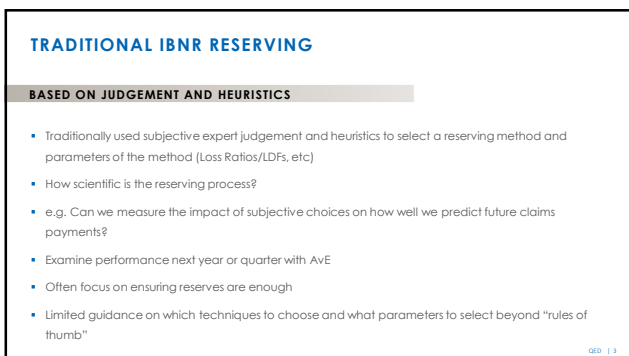 TRADITIONAL IBNR RESERVING
BASED ON JUDGEMENT AND HEURISTICS
▪ Traditionally used subjective expert judgement and heuristics to select a reserving method and
parameters of the method (Loss Ratios/LDFs, etc)
▪ How scientific is the reserving process?
▪ e.g. Can we measure the impact of subjective choices on how well we predict future claims
payments?
▪ Examine performance next year or quarter with AvE
▪ Often focus on ensuring reserves are enough
▪ Limited guidance on which techniques to choose and what parameters to select beyond “rules of
thumb”
QED | 3